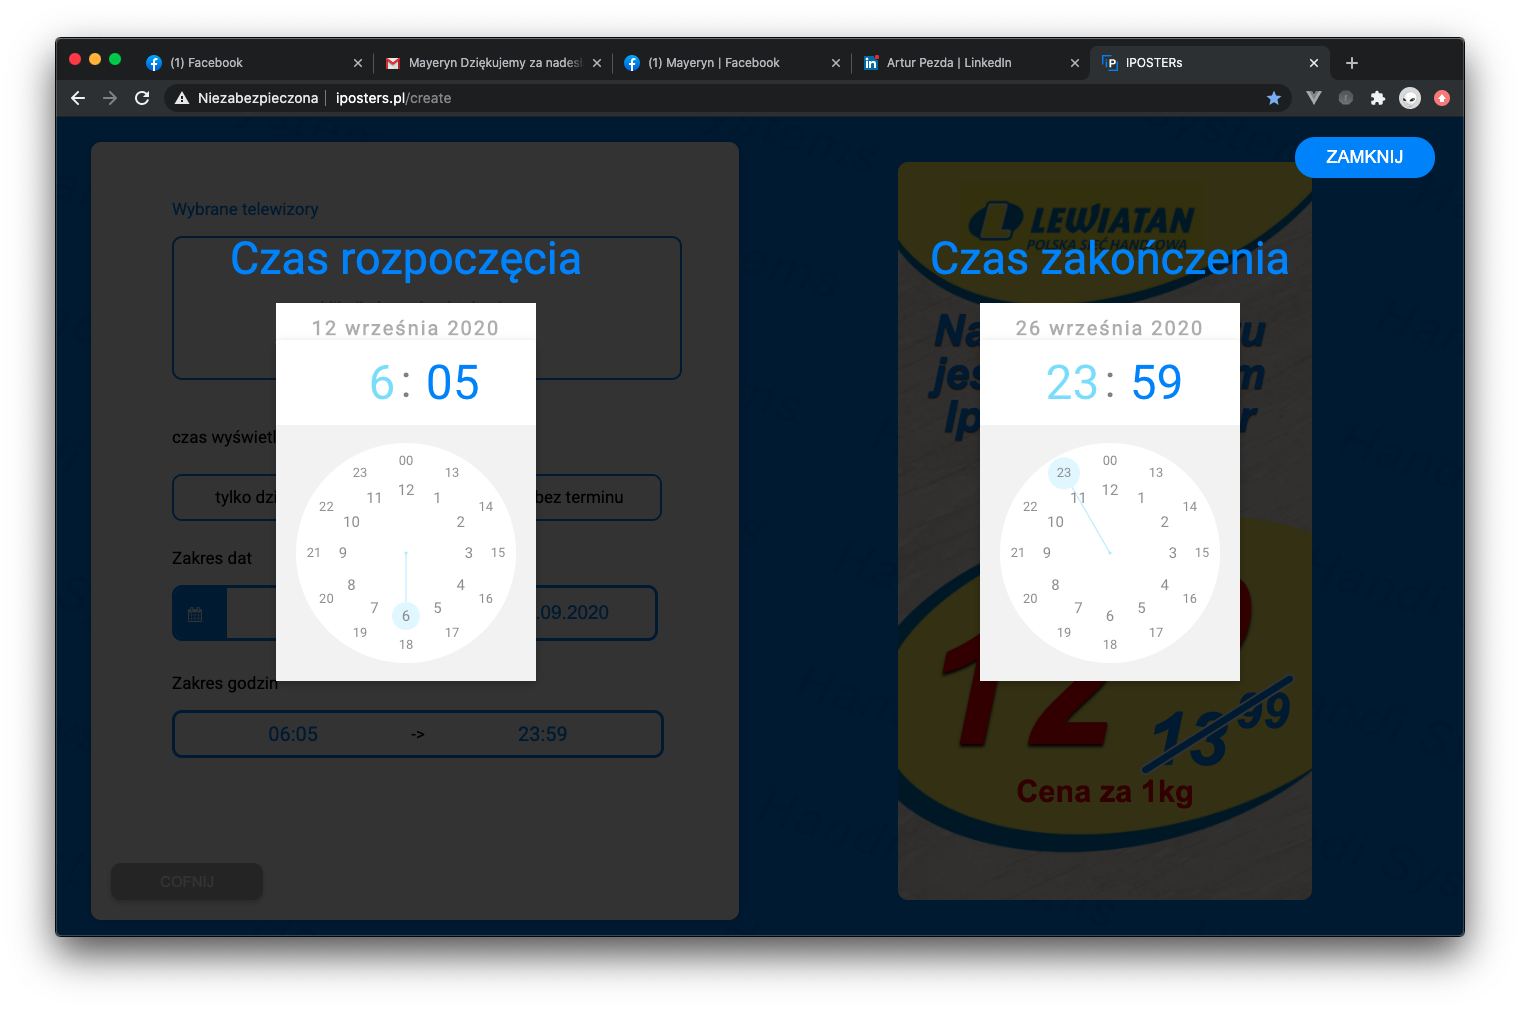 (1) Facebook
Mayeryn Dziękujemy za nades
(1) Mayeryn | Facebook
Artur Pezda | LinkedIn
IPOSTERs
Niezabezpieczona
iposters.pl/create
ZAMKNIJ
Wybrane telewizory
Czas rozpoczęcia
12 września 2020
6 : 05
00
23
13
12
11
1
22
14
10
2
21
9
3
15
8
4
20
16
7
5
6
19
17
18
czas wyświetl
tylko dzi
bez terminu
Zakres dat
.09.2020
Zakres godzin
06:05 -> 23:59
COFNIJ
LEWIATAN
POLSKA SIEĆ HANDLOWA
Czas zakończenia
26 września 2020
23 : 59
00
23
13
12
11
1
22
14
10
2
21
9
3
15
8
4
20
16
7
5
6
19
17
18
Na
u
jes
m
Ip
r
12
13 99
Cena za 1kg